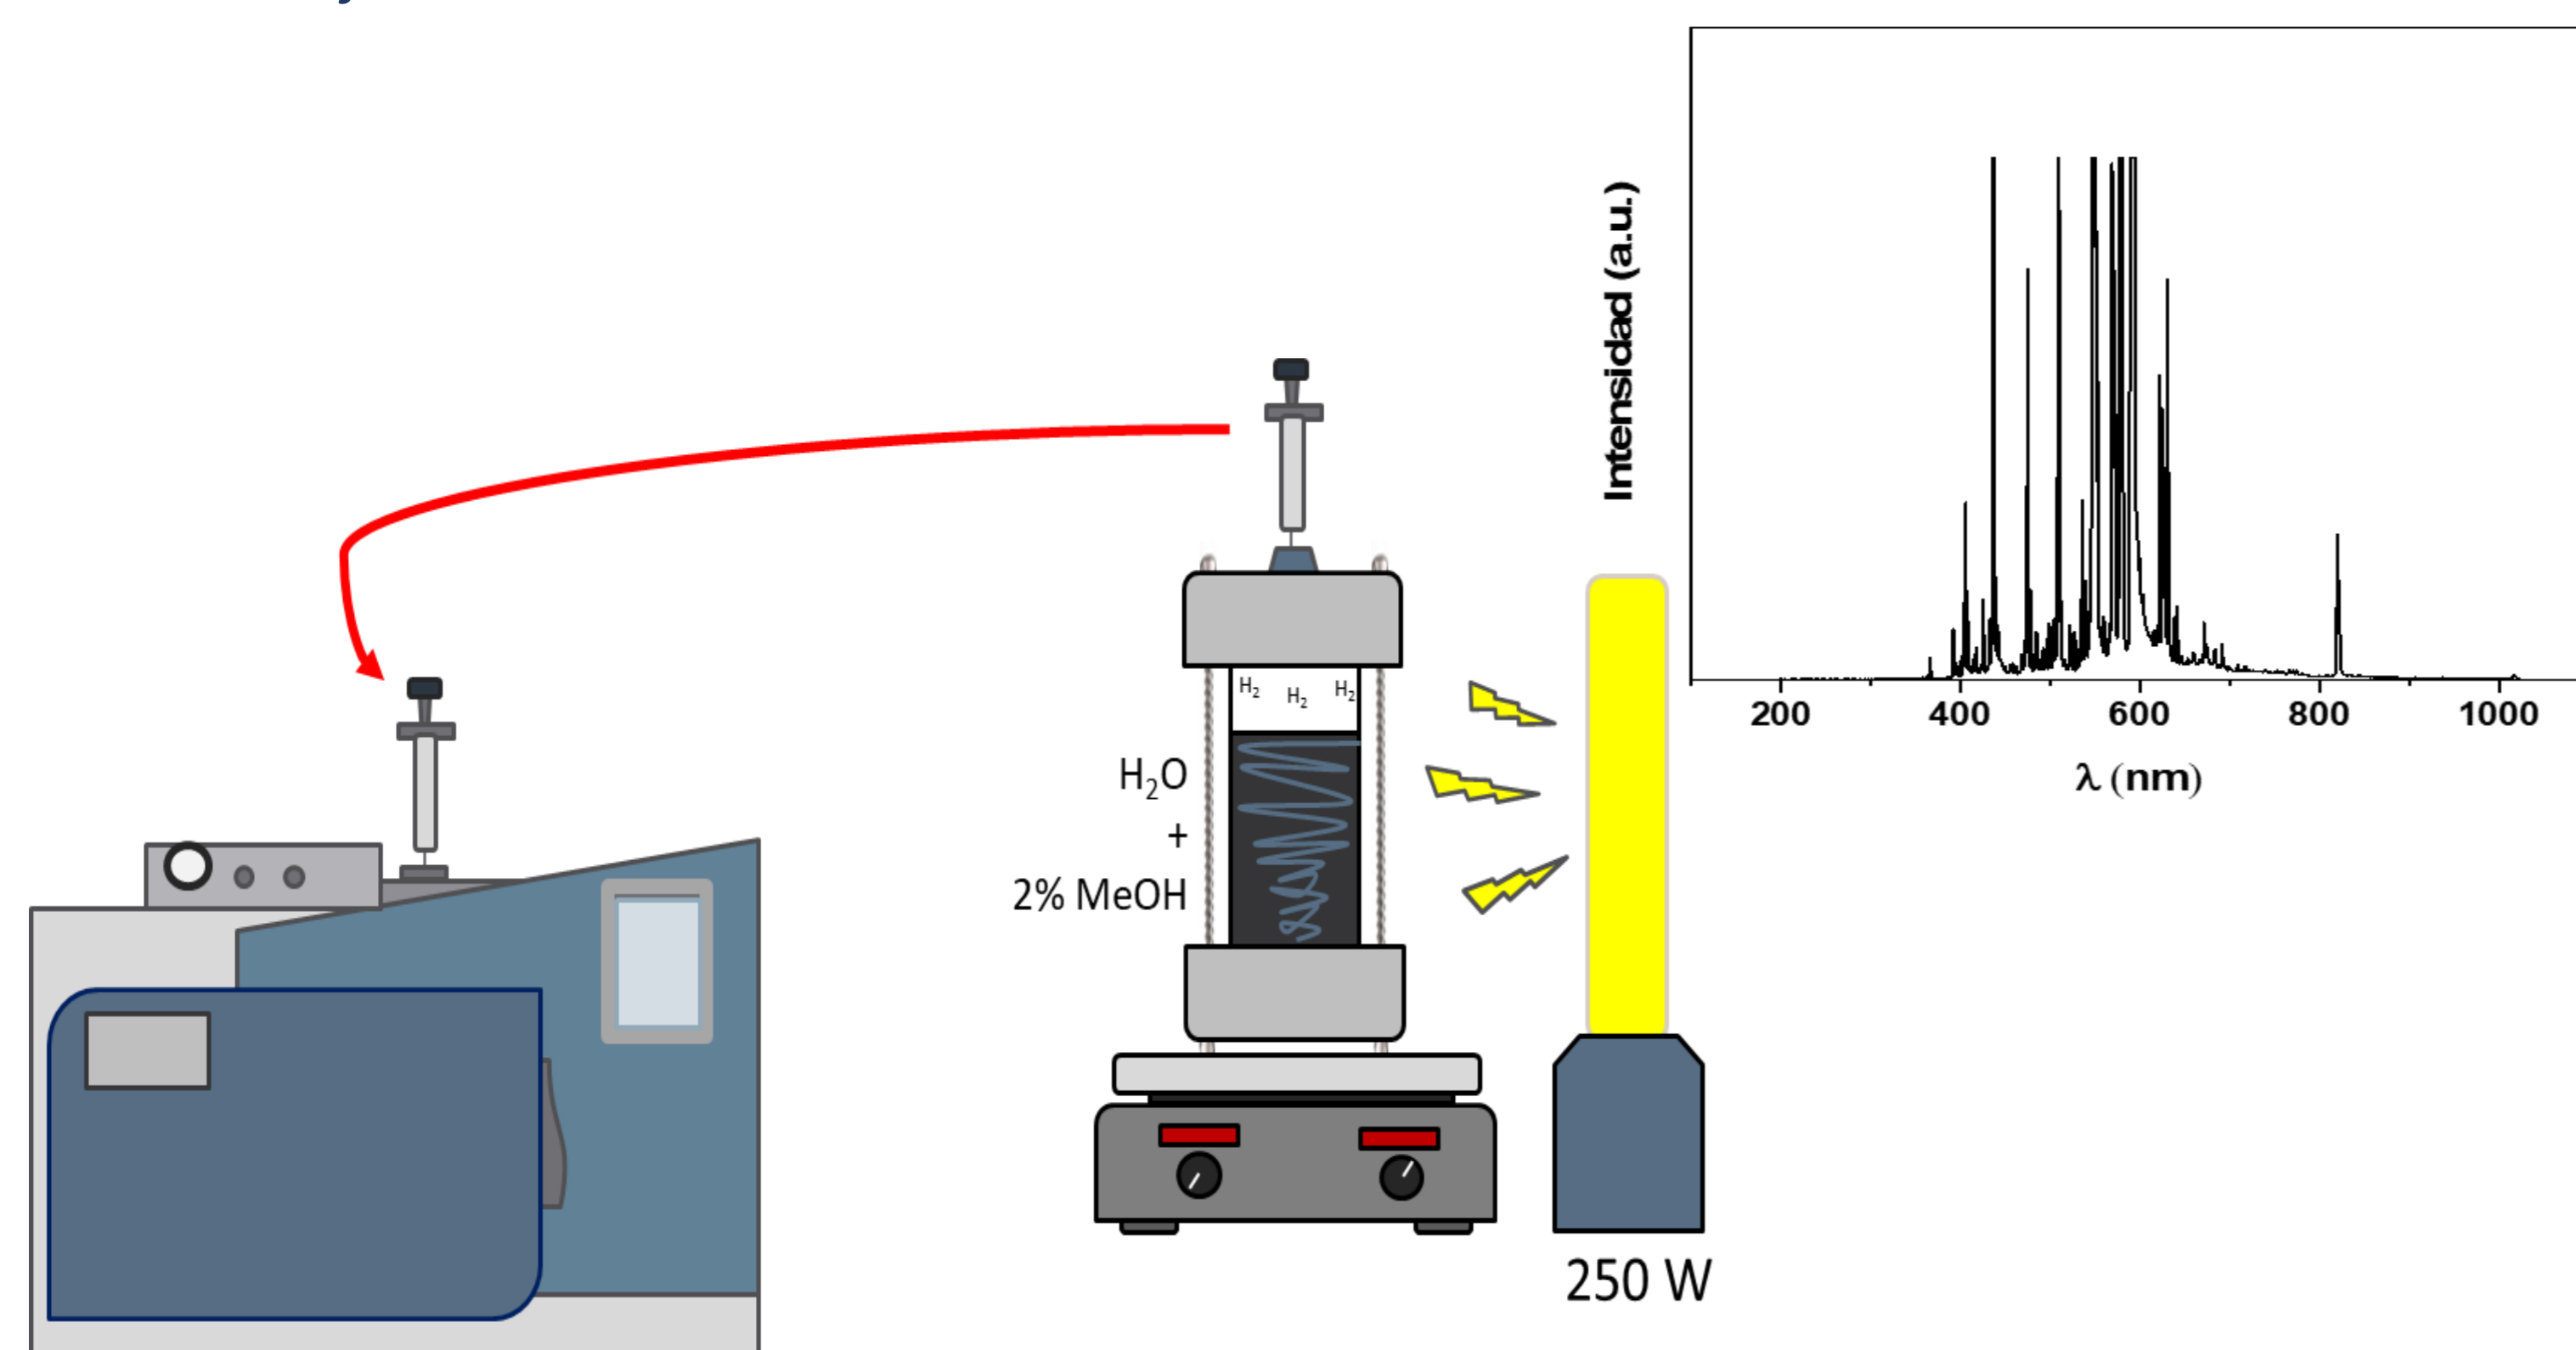 Intensidad (a.u.)
200 400 600 800 1000
λ (nm)
H₂ H₂ H₂
H₂O
+
2% MeOH
250 W